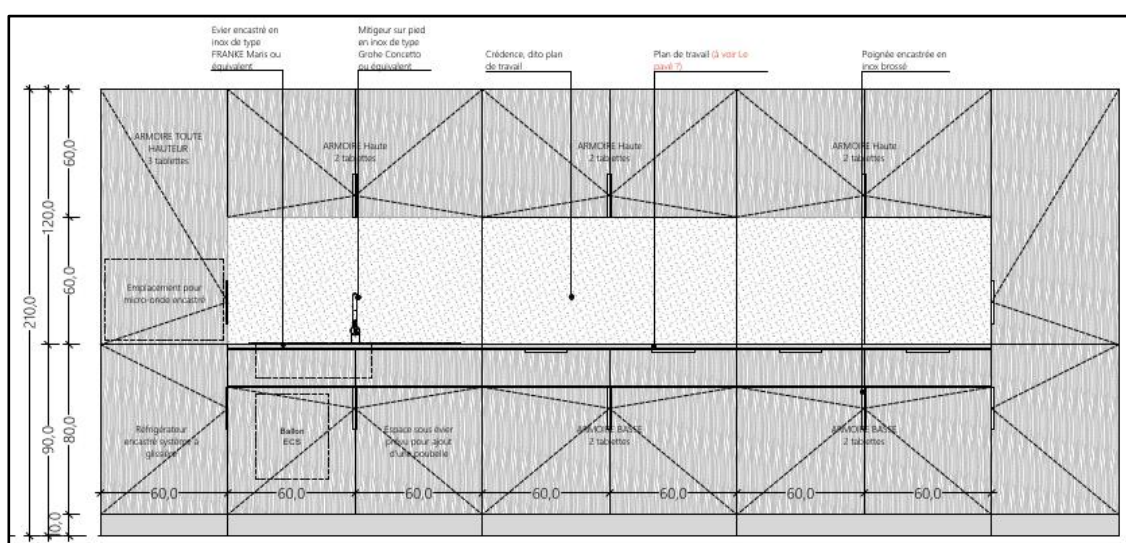 Evier encastré en
inox de type
FRANKE Maris ou
équivalent
Mitigeur sur pied
en inox de type
Grohe Concetto
ou équivalent
Crédence, dito plan
de travail
Plan de travail (à voir Le
pavé ?)
Poignée encastrée en
inox brossé
ARMOIRE TOUTE
HAUTEUR
3 tablettes
ARMOIRE Haute
2 tablettes
ARMOIRE Haute
2 tablettes
ARMOIRE Haute
2 tablettes
Emplacement pour
micro-onde encastré
Réfrigérateur
encastré système à
glissière
Ballon
ECS
Espace sous évier
prévu pour ajout
d'une poubelle
ARMOIRE BASSE
2 tablettes
ARMOIRE BASSE
2 tablettes
60,0
60,0
60,0
60,0
60,0
60,0
60,0
210,0
120,0
90,0
60,0
60,0
80,0
10,0